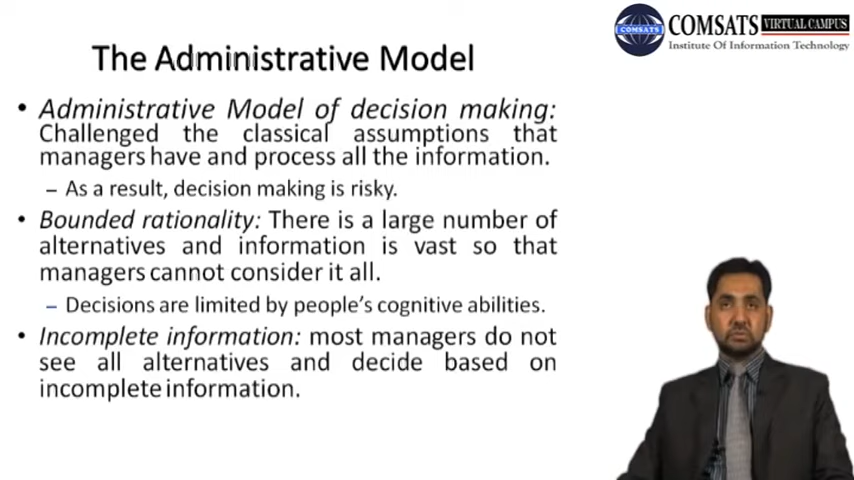 COMSATS VIRTUAL CAMPUS
COMSATS
Institute Of Information Technology
The Administrative Model
• Administrative Model of decision making:
Challenged the classical assumptions that
managers have and process all the information.
– As a result, decision making is risky.
• Bounded rationality: There is a large number of
alternatives and information is vast so that
managers cannot consider it all.
– Decisions are limited by people's cognitive abilities.
• Incomplete information: most managers do not
see all alternatives and decide based on
incomplete information.